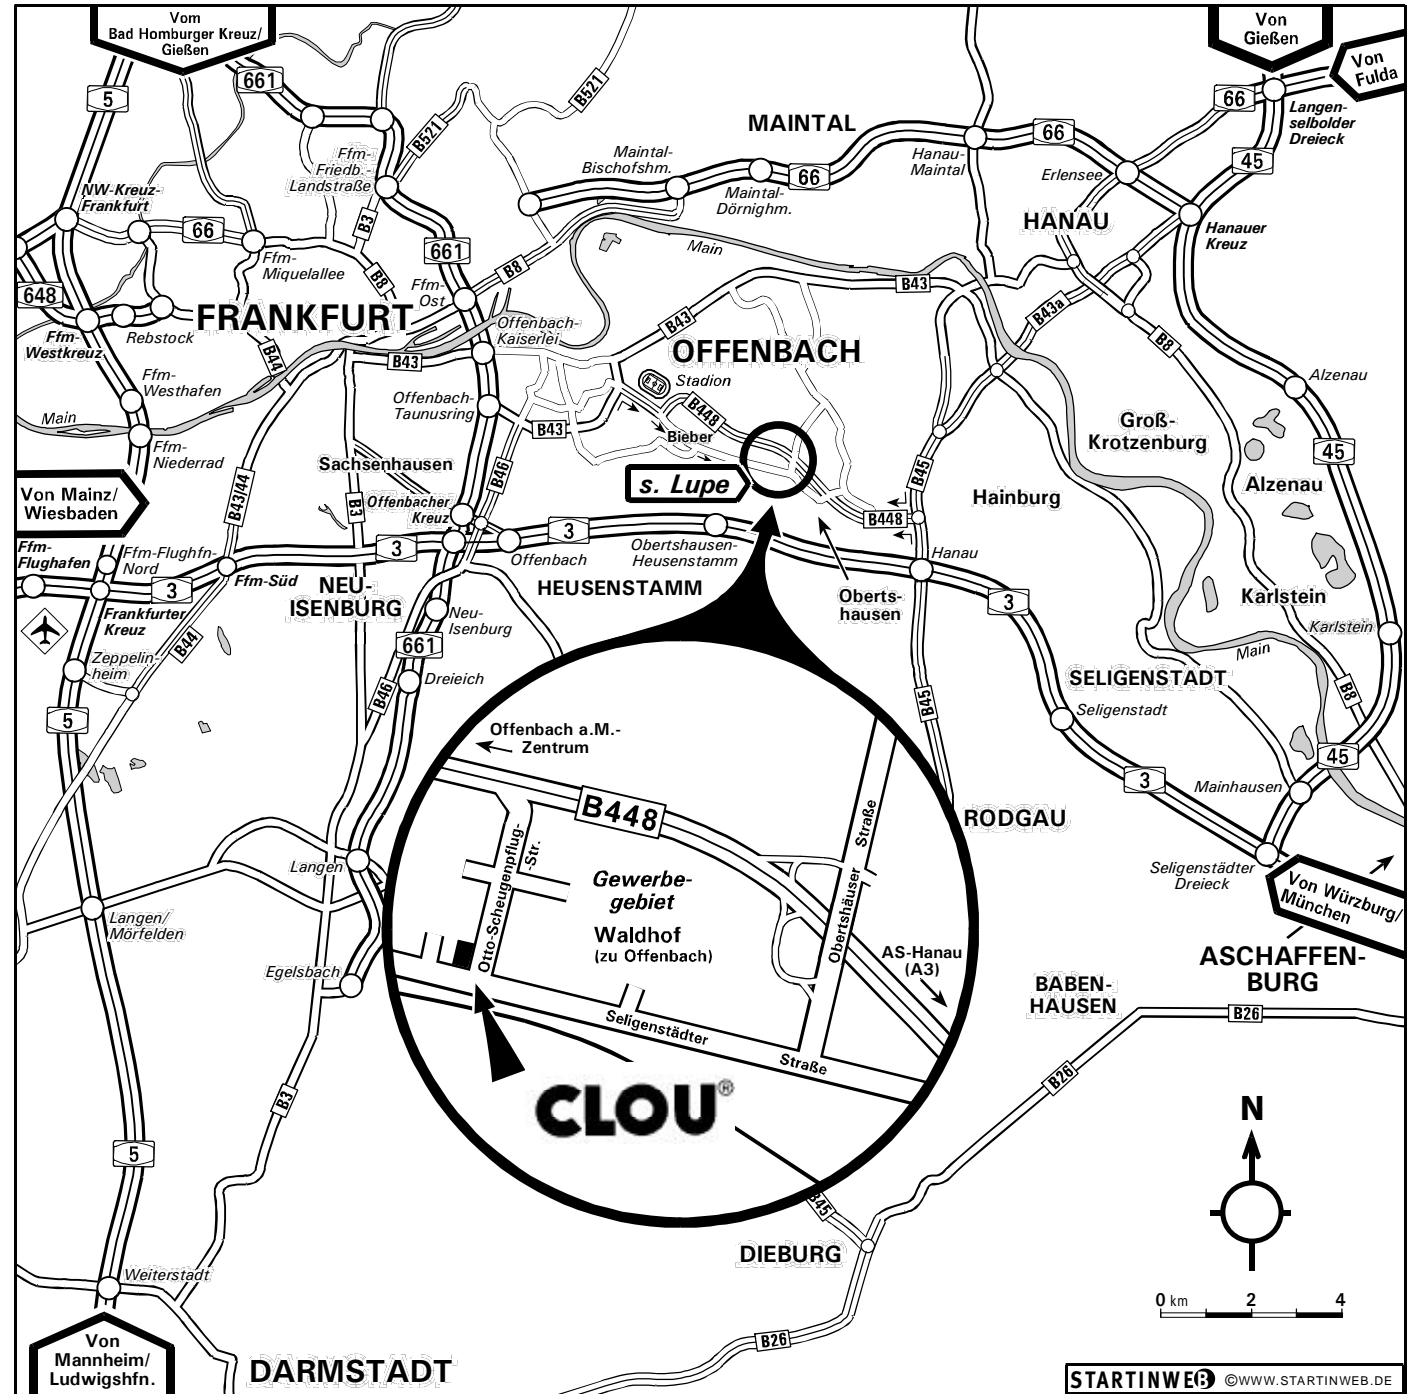 Vom
Bad Homburger Kreuz/
Gießen
Von
Gießen
Von
Fulda
661
5
B521
B521
66
Langen-
selbolder
Dreieck
MAINTAL
66
45
Ffm-
Friedb.-
Landstraße
Maintal-
Bischofshm.
Hanau-
Maintal
Erlensee
66
Maintal-
Dörnighm.
NW-Kreuz-
Frankfurt
66
B3
HANAU
Hanauer
Kreuz
Main
661
Ffm-
Miquelallee
B8
B8
Ffm-
Ost
B43
648
FRANKFURT
B43
B43a
Ffm-
Westkreuz
Rebstock
Offenbach-
Kaiserlei
B8
B44
B43
OFFENBACH
Stadion
Alzenau
Ffm-
Westhafen
Offenbach-
Taunusring
B448
Main
B43
Bieber
Groß-
Krotzenburg
Ffm-
Niederrad
45
Sachsenhausen
B46
B45
Von Mainz/
Wiesbaden
B43/44
B3
Offenbacher
Kreuz
s. Lupe
Hainburg
Alzenau
B448
3
3
Ffm-
Flughafen
Ffm-Flughfn-
Nord
Offenbach
Obertshausen-
Heusenstamm
Hanau
3
Ffm-Süd
NEU-
ISENBURG
HEUSENSTAMM
Oberts-
hausen
3
Karlstein
Frankfurter
Kreuz
Neu-
Isenburg
Karlstein
B44
661
Main
Zeppelin-
heim
Dreieich
SELIGENSTADT
B46
B45
B8
5
Seligenstadt
Offenbach a.M.-
Zentrum
45
3
Mainhausen
B448
Straße
RODGAU
Langen
Otto-Scheugenpflug-
-Str.
Gewerbe-
gebiet
Obertshäuser
Seligenstädter
Dreieck
Von Würzburg/
München
Langen/
Mörfelden
Waldhof
(zu Offenbach)
AS-Hanau
(A3)
ASCHAFFEN-
BURG
Egelsbach
BABEN-
HAUSEN
Seligenstädter
Straße
B26
B3
CLOU®
B26
N
5
B45
DIEBURG
Weiterstadt
0 km 2 4
Von
Mannheim/
Ludwigshfn.
B26
DARMSTADT
STARTINWEB ©WWW.STARTINWEB.DE